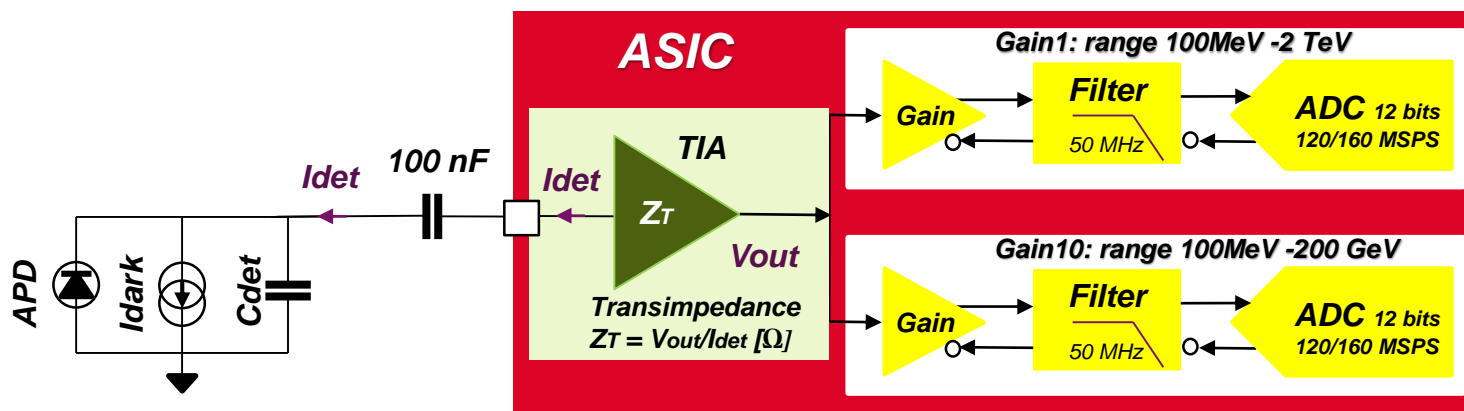 ASIC
Gain1: range 100MeV -2 TeV
Gain
Filter
50 MHz
ADC 12 bits
120/160 MSPS
100 nF
Idet
Idet
TIA
ZT
Vout
APD
Idark
Cdet
Transimpedance
ZT = Vout/Idet [Ω]
Gain10: range 100MeV -200 GeV
Gain
Filter
50 MHz
ADC 12 bits
120/160 MSPS